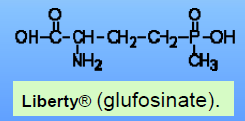 O O
OH-C-CH-CH₂-CH₂-P-OH
NH₂ CH₃
Liberty® (glufosinate).